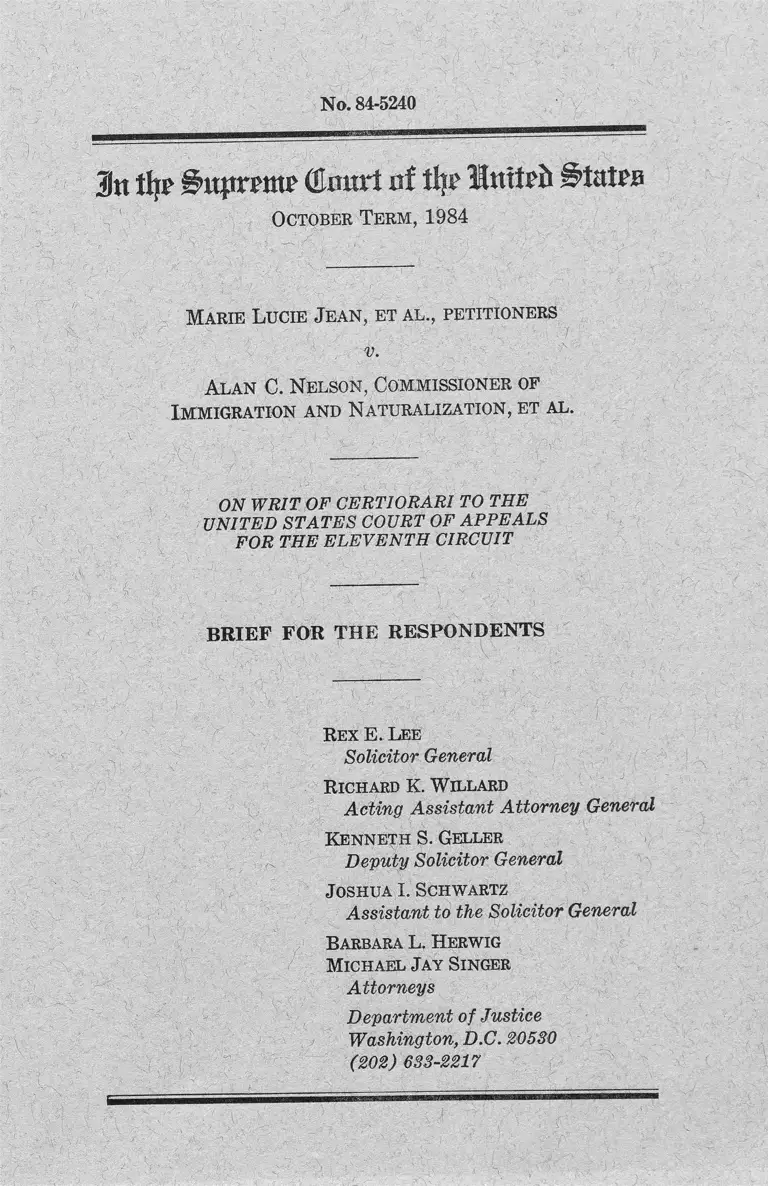 No. 84-5240
In the Supreme Court of the United States
OCTOBER TERM, 1984
MARIE LUCIE JEAN, ET AL., PETITIONERS
v.
ALAN C. NELSON, COMMISSIONER OF
IMMIGRATION AND NATURALIZATION, ET AL.
ON WRIT OF CERTIORARI TO THE
UNITED STATES COURT OF APPEALS
FOR THE ELEVENTH CIRCUIT
BRIEF FOR THE RESPONDENTS
REX E. LEE
Solicitor General
RICHARD K. WILLARD
Acting Assistant Attorney General
KENNETH S. GELLER
Deputy Solicitor General
JOSHUA I. SCHWARTZ
Assistant to the Solicitor General
BARBARA L. HERWIG
MICHAEL JAY SINGER
Attorneys
Department of Justice
Washington, D.C. 20530
(202) 633-2217